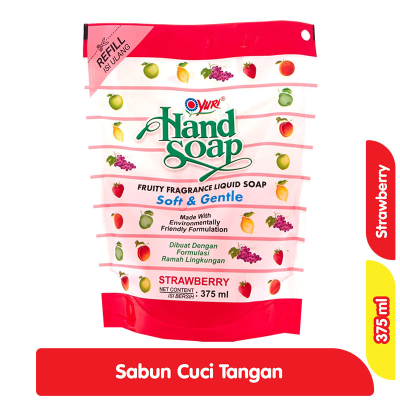 REFILL
ISI ULANG
YURI®
Hand
Soap
FRUITY FRAGRANCE LIQUID SOAP
Soft & Gentle
Made With
Environmentally
Friendly Formulation
Dibuat Dengan
Formulasi
Ramah Lingkungan
STRAWBERRY
NET CONTENT
ISI BERSIH : 375 ml
Strawberry
375 ml
Sabun Cuci Tangan